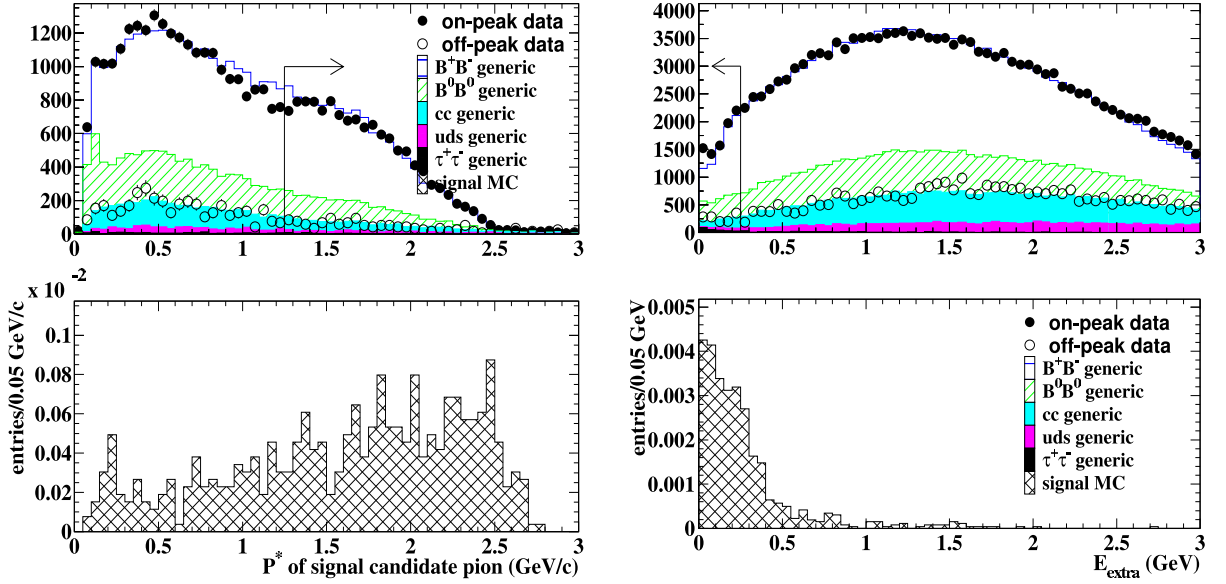 1200
1000
800
600
400
200
0
0 0.5 1 1.5 2 2.5 3
on-peak data
off-peak data
B⁺B⁻ generic
B⁰B⁰ generic
cc generic
uds generic
τ⁺τ⁻ generic
signal MC
4000
3500
3000
2500
2000
1500
1000
500
0
0 0.5 1 1.5 2 2.5 3
x 10⁻²
entries/0.05 GeV/c
0.1
0.08
0.06
0.04
0.02
0
0 0.5 1 1.5 2 2.5 3
P* of signal candidate pion (GeV/c)
entries/0.05 GeV
0.005
0.004
0.003
0.002
0.001
0
0 0.5 1 1.5 2 2.5 3
E_extra (GeV)
on-peak data
off-peak data
B⁺B⁻ generic
B⁰B⁰ generic
cc generic
uds generic
τ⁺τ⁻ generic
signal MC